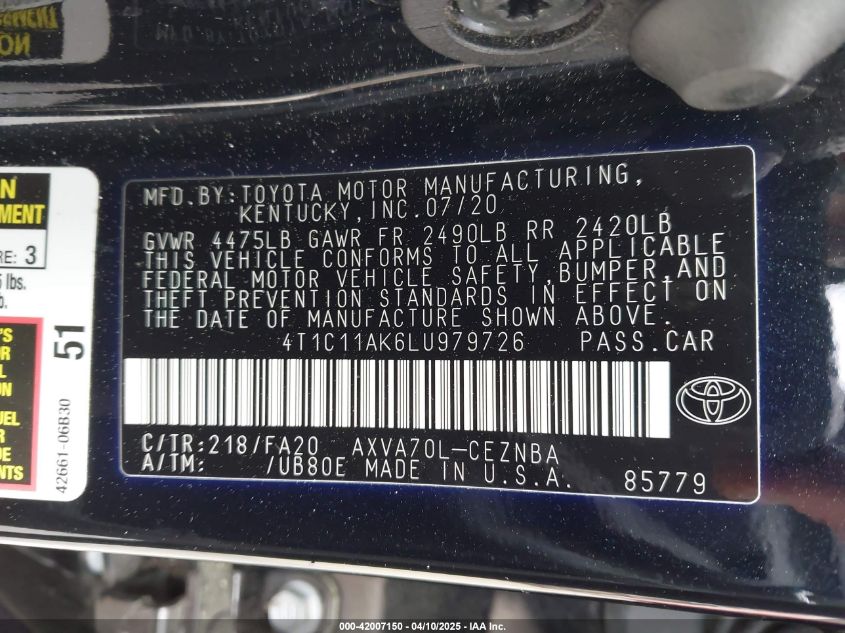 MFD. BY: TOYOTA MOTOR MANUFACTURING,
KENTUCKY, INC. 07/20
GVWR 4475LB GAWR FR 2490LB RR 2420LB
THIS VEHICLE CONFORMS TO ALL APPLICABLE
FEDERAL MOTOR VEHICLE SAFETY, BUMPER, AND
THEFT PREVENTION STANDARDS IN EFFECT ON
THE DATE OF MANUFACTURE SHOWN ABOVE.
4T1C11AK6LU979726 PASS. CAR
C/TR: 218/FA20 AXVA70L-CEZNBA
A/TM: /UB80E MADE IN U.S.A. 85779
3
lbs.
51
42661-06B30
000-42007150 - 04/10/2025 - Copyright IAA, Inc.